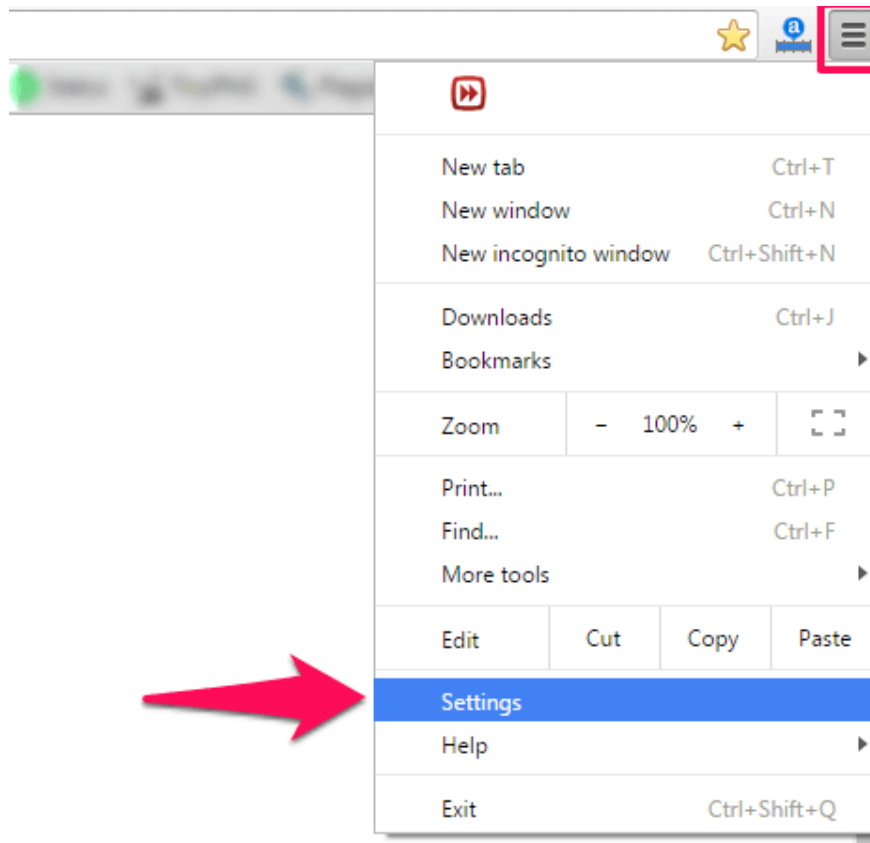 a
New tab Ctrl+T
New window Ctrl+N
New incognito window Ctrl+Shift+N
Downloads Ctrl+J
Bookmarks
Zoom - 100% +
Print... Ctrl+P
Find... Ctrl+F
More tools
Edit Cut Copy Paste
Settings
Help
Exit Ctrl+Shift+Q